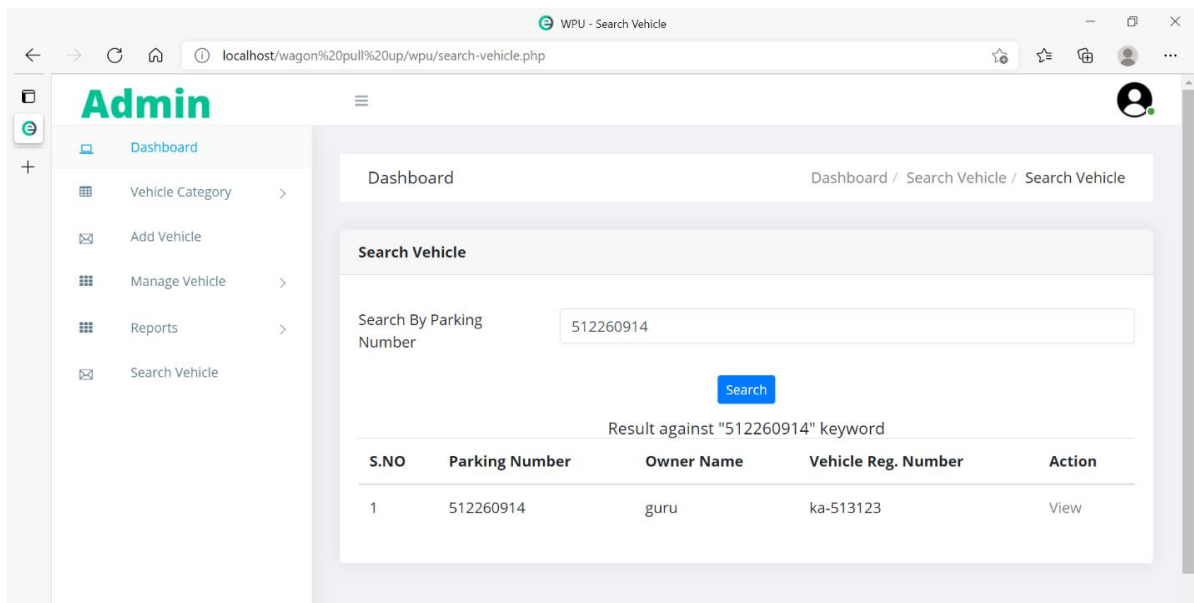 WPU - Search Vehicle
localhost/wagon%20pull%20up/wpu/search-vehicle.php
Admin
Dashboard
Vehicle Category
Add Vehicle
Manage Vehicle
Reports
Search Vehicle
Dashboard
Dashboard / Search Vehicle / Search Vehicle
Search Vehicle
Search By Parking
Number
512260914
Search
Result against "512260914" keyword
S.NO Parking Number Owner Name Vehicle Reg. Number Action
1 512260914 guru ka-513123 View